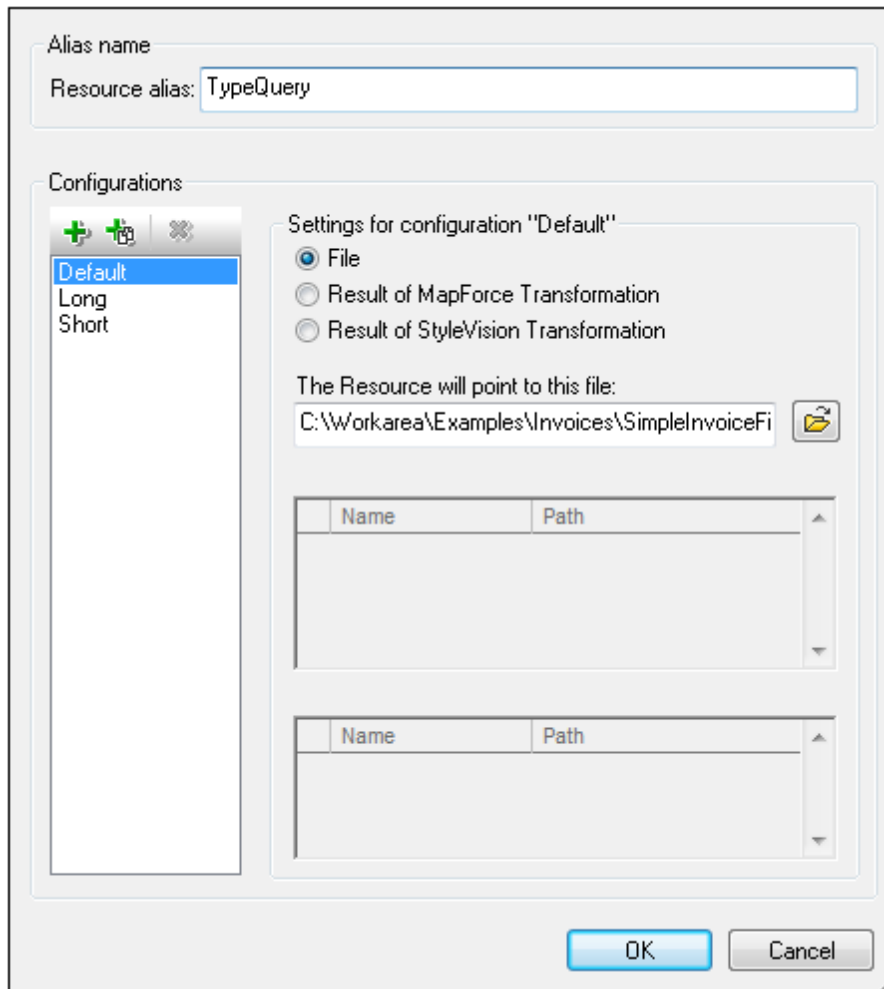 Alias name
Resource alias: TypeQuery
Configurations
Default
Long
Short
Settings for configuration "Default"
File
Result of MapForce Transformation
Result of StyleVision Transformation
The Resource will point to this file:
C:\Workarea\Examples\Invoices\SimpleInvoiceFi
Name Path
Name Path
OK Cancel